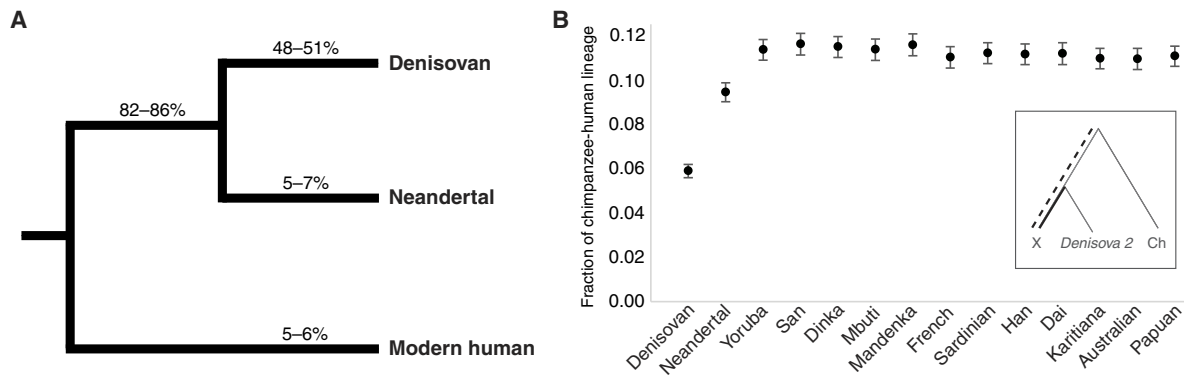 A
48–51%
Denisovan
82–86%
5–7%
Neandertal
5–6%
Modern human
B
Fraction of chimpanzee-human lineage
0.12
0.10
0.08
0.06
0.04
0.02
0.00
X
Denisova 2
Ch
Denisovan
Neandertal
Yoruba
San
Dinka
Mbuti
Mandenka
French
Sardinian
Han
Dai
Karitiana
Australian
Papuan